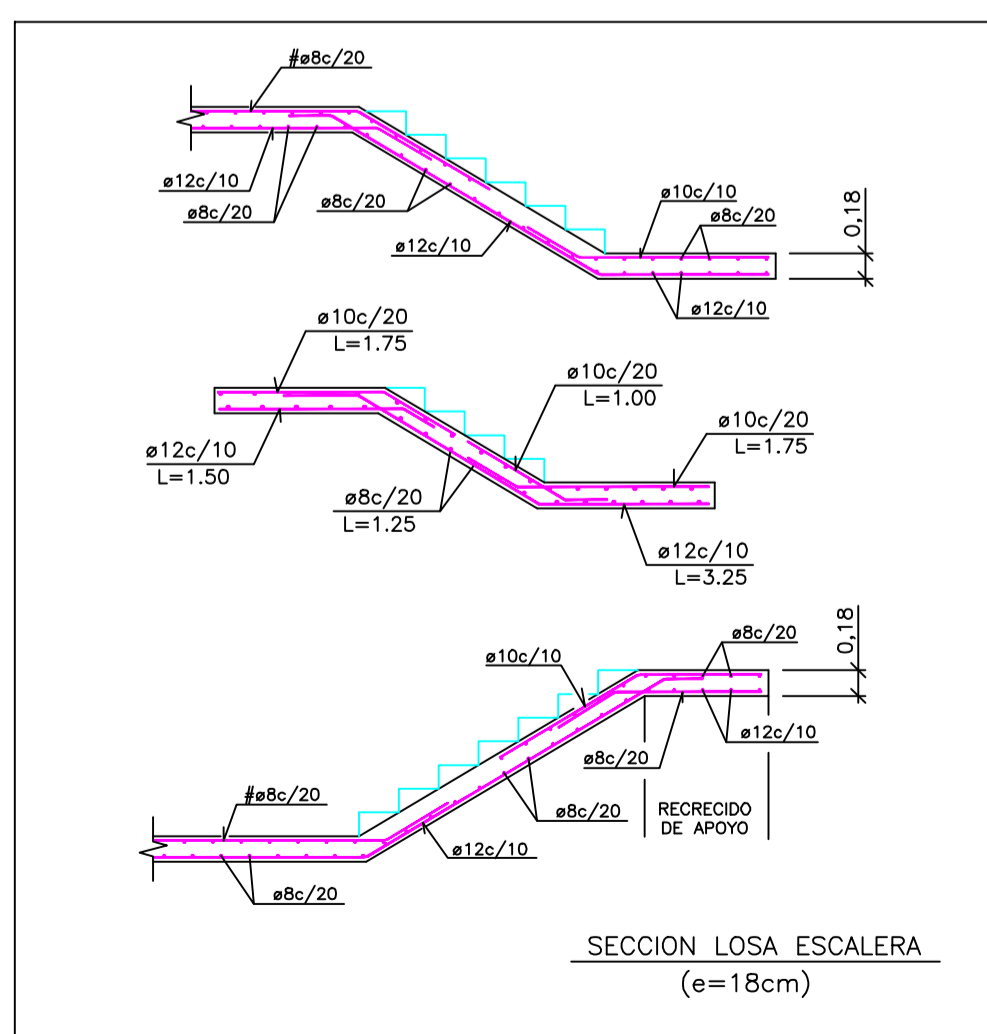 #ø8c/20
ø12c/10
ø8c/20
ø8c/20
ø12c/10
ø10c/10
ø8c/20
ø12c/10
0,18
ø10c/20
L=1.75
ø10c/20
L=1.00
ø10c/20
L=1.75
ø12c/10
L=1.50
ø8c/20
L=1.25
ø12c/10
L=3.25
ø8c/20
0,18
ø10c/10
ø12c/10
ø8c/20
#ø8c/20
ø8c/20
RECRECIDO
DE APOYO
ø12c/10
ø8c/20
SECCION LOSA ESCALERA
(e=18cm)